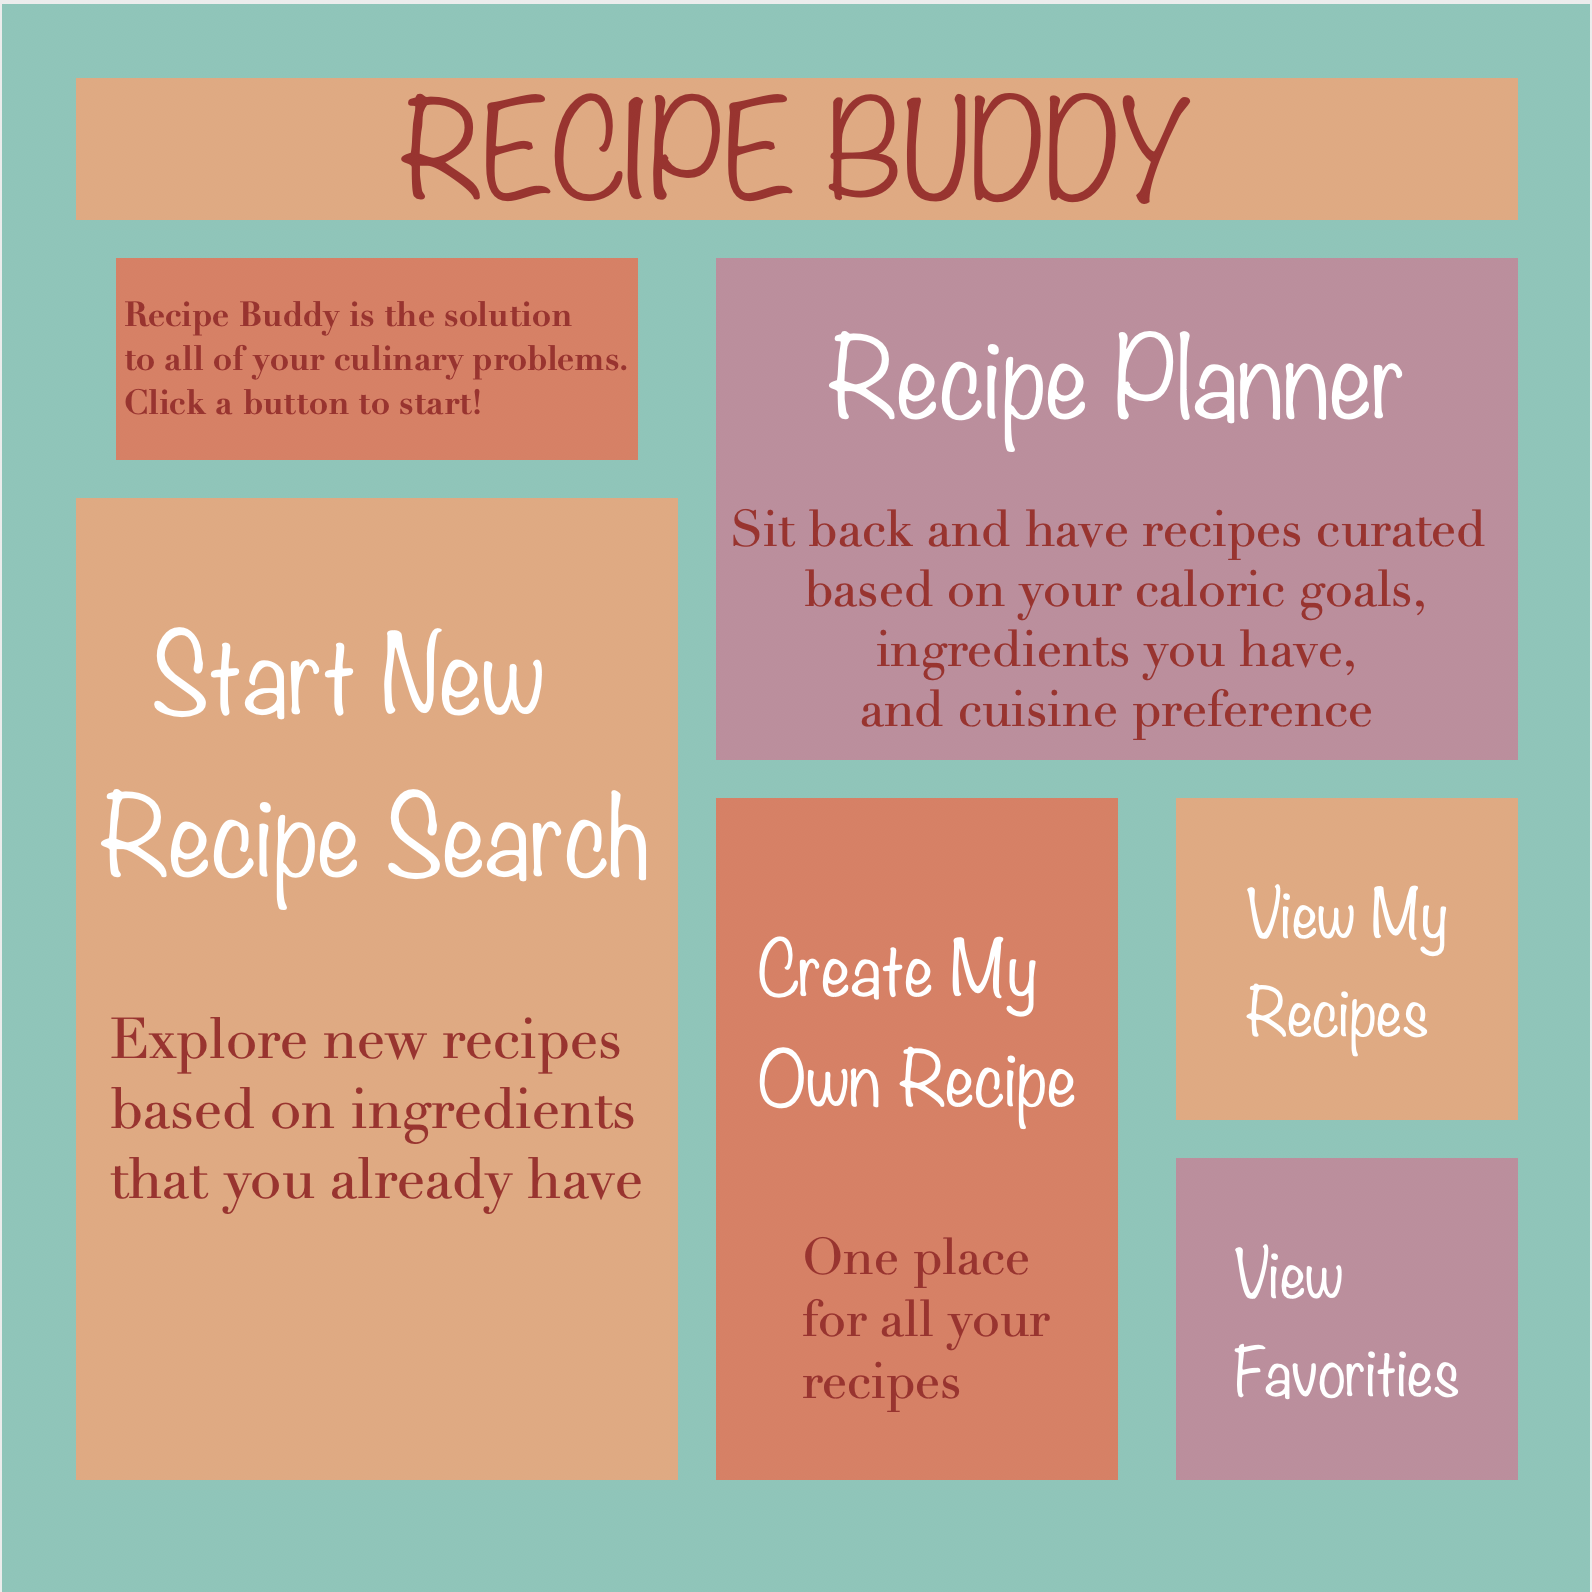 RECIPE BUDDY
Recipe Buddy is the solution
to all of your culinary problems.
Click a button to start!
Recipe Planner
Sit back and have recipes curated
based on your caloric goals,
ingredients you have,
and cuisine preference
Start New
Recipe Search
Explore new recipes
based on ingredients
that you already have
Create My
Own Recipe
One place
for all your
recipes
View My
Recipes
View
Favorities